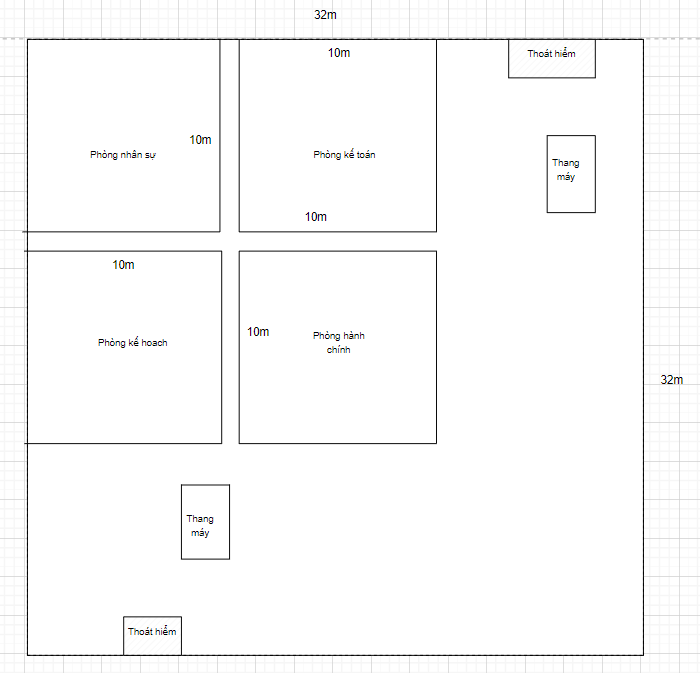 32m
10m
Thoát hiểm
10m
Phòng nhân sự
Phòng kế toán
Thang
máy
10m
10m
10m
Phòng kế hoach
Phòng hành
chính
32m
Thang
máy
Thoát hiểm